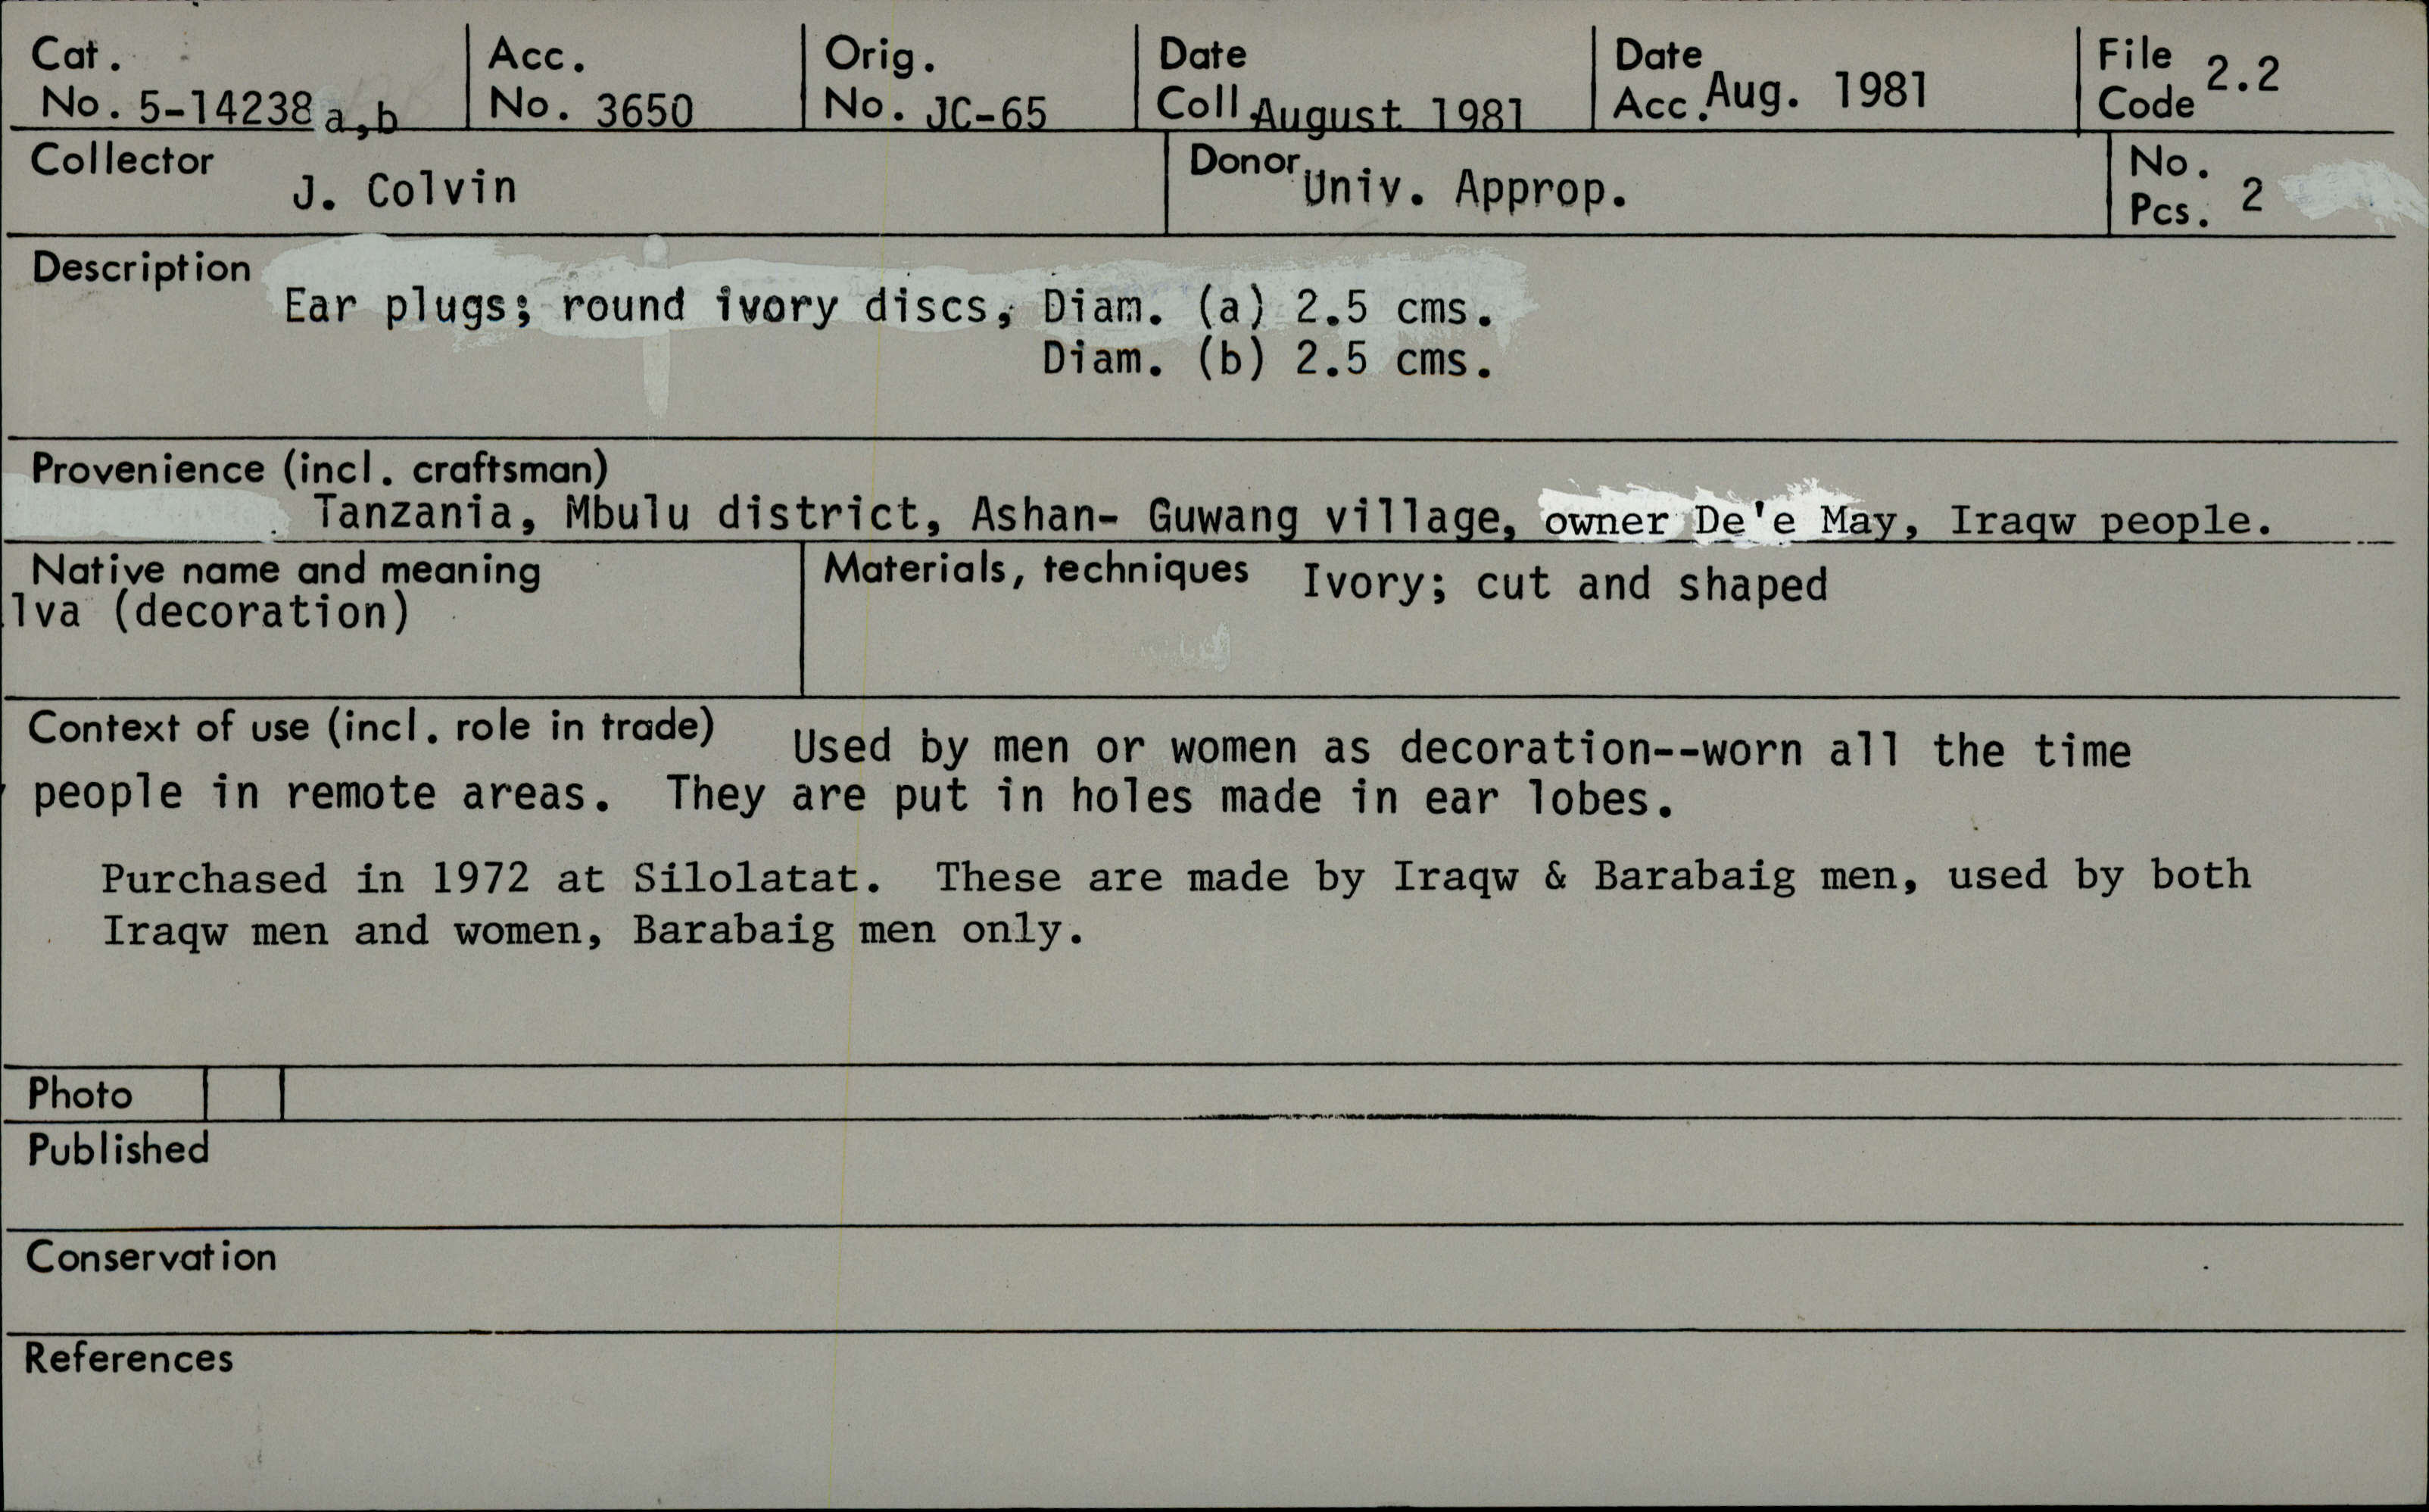 Cat. No. 5-14238 a,b
Acc. No. 3650
Orig. No. JC-65
Date Coll. August 1981
Date Acc. Aug. 1981
File Code 2.2
Collector J. Colvin
Donor Univ. Approp.
No. Pcs. 2
Description
Ear plugs; round ivory discs, Diam. (a) 2.5 cms.
Diam. (b) 2.5 cms.
Provenience (incl. craftsman)
Tanzania, Mbulu district, Ashan- Guwang village, owner De'e May, Iraqw people.
Native name and meaning
lva (decoration)
Materials, techniques Ivory; cut and shaped
Context of use (incl. role in trade) Used by men or women as decoration--worn all the time
people in remote areas. They are put in holes made in ear lobes.
Purchased in 1972 at Silolatat. These are made by Iraqw & Barabaig men, used by both
Iraqw men and women, Barabaig men only.
Photo
Published
Conservation
References